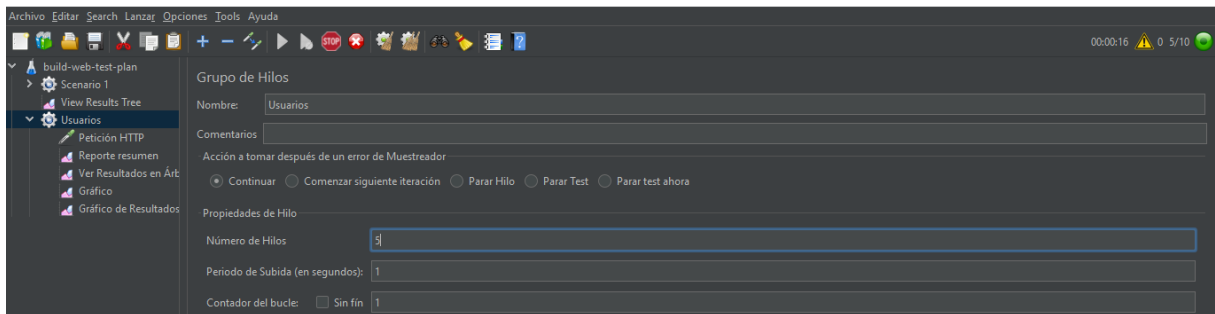 Archivo Editar Search Lanzar Opciones Tools Ayuda
STOP ? 00:00:16 0 5/10
build-web-test-plan
Scenario 1
View Results Tree
Usuarios
Petición HTTP
Reporte resumen
Ver Resultados en Árb
Gráfico
Gráfico de Resultados
Grupo de Hilos
Nombre: Usuarios
Comentarios
Acción a tomar después de un error de Muestreador
Continuar Comenzar siguiente iteración Parar Hilo Parar Test Parar test ahora
Propiedades de Hilo
Número de Hilos 5
Periodo de Subida (en segundos): 1
Contador del bucle: Sin fín 1